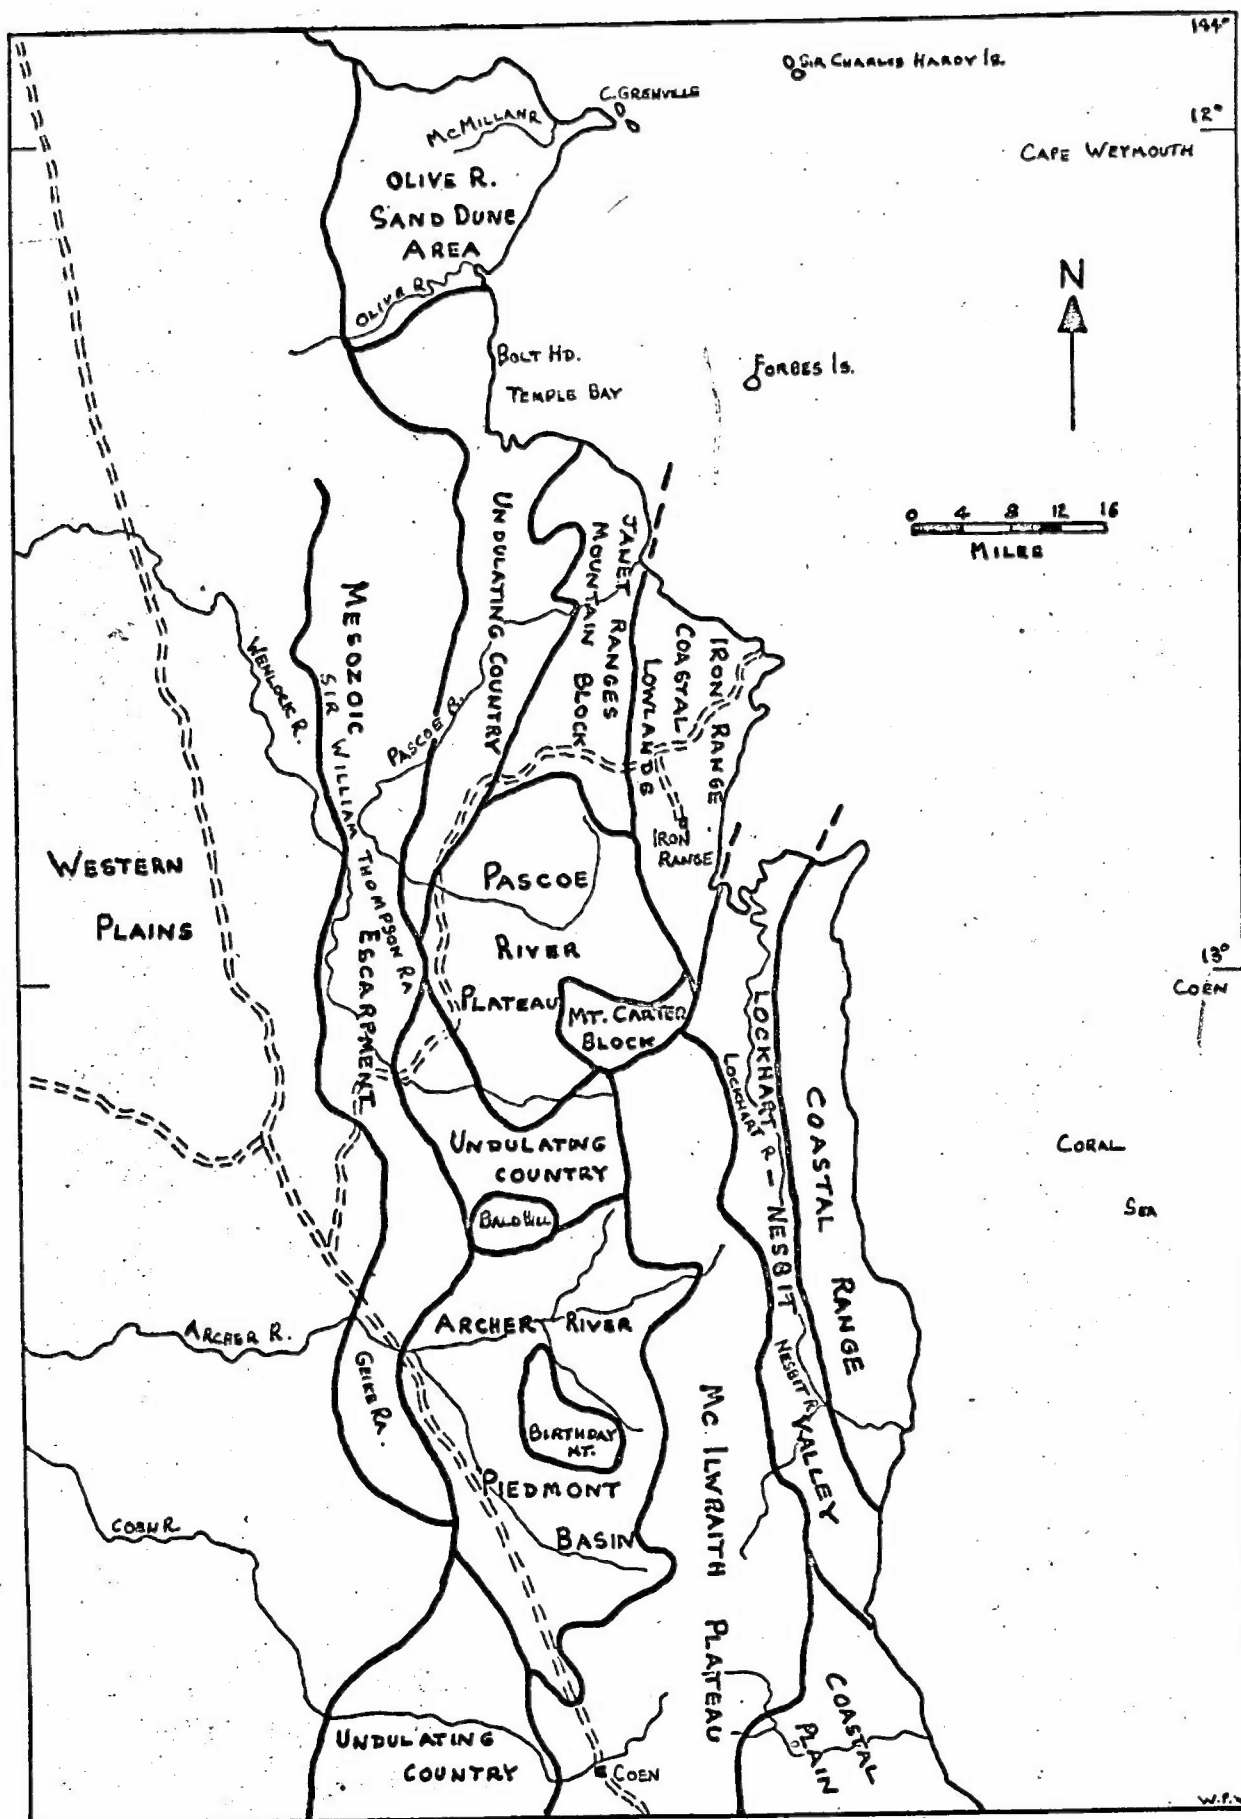 144°
SIR CHARLES HARDY IS.
C. GRENVILLE
12°
MCMILLAN R
CAPE WEYMOUTH
OLIVE R.
SAND DUNE
AREA
N
OLIVE R.
BOLT HD.
FORBES IS.
TEMPLE BAY
0 4 8 12 16
MILES
UNDULATING COUNTRY
JANET RANGES
MOUNTAIN BLOCK
MESOZOIC
ESCARPMENT
IRON RANGE
COASTAL
LOWLANDS
WENLOCK R.
SIR WILLIAM THOMPSON RA
PASCOE R.
IRON
RANGE
WESTERN
PLAINS
PASCOE
RIVER
PLATEAU
13°
COEN
MT. CARTER
BLOCK
LOCKHART R
LOCKHART - NESBIT
VALLEY
COASTAL
RANGE
UNDULATING
COUNTRY
CORAL
SEA
BALD HILL
ARCHER RIVER
ARCHER R.
GEIKE RA.
NESBIT R
BIRTHDAY
MT.
MC. ILWRAITH PLATEAU
PIEDMONT
BASIN
COEN R.
COASTAL
PLAIN
UNDULATING
COUNTRY
COEN